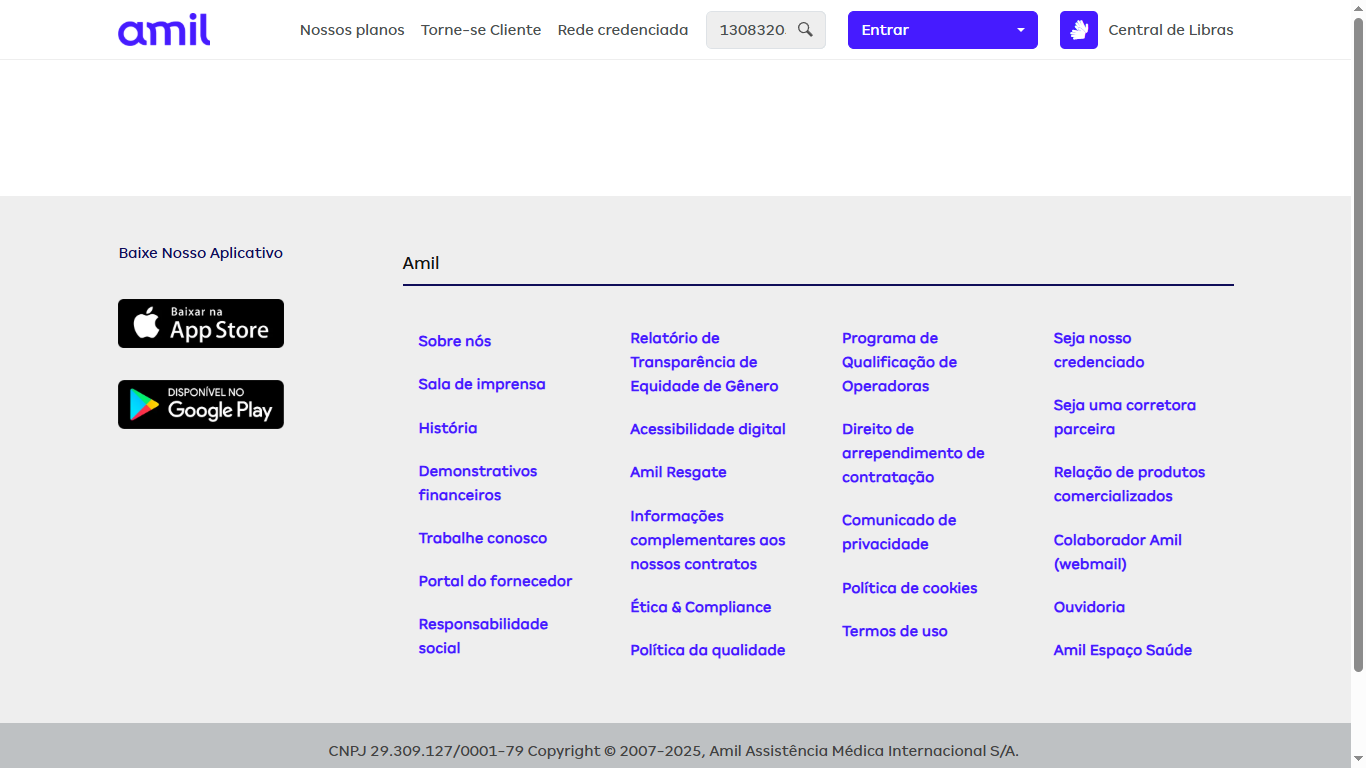 amil
Nossos planos
Torne-se Cliente
Rede credenciada
1308320
Entrar
Central de Libras
Baixe Nosso Aplicativo
Baixar na
App Store
DISPONÍVEL NO
Google Play
Amil
Sobre nós
Sala de imprensa
História
Demonstrativos
financeiros
Trabalhe conosco
Portal do fornecedor
Responsabilidade
social
Relatório de
Transparência de
Equidade de Gênero
Acessibilidade digital
Amil Resgate
Informações
complementares aos
nossos contratos
Ética & Compliance
Política da qualidade
Programa de
Qualificação de
Operadoras
Direito de
arrependimento de
contratação
Comunicado de
privacidade
Política de cookies
Termos de uso
Seja nosso
credenciado
Seja uma corretora
parceira
Relação de produtos
comercializados
Colaborador Amil
(webmail)
Ouvidoria
Amil Espaço Saúde
CNPJ 29.309.127/0001-79 Copyright © 2007-2025, Amil Assistência Médica Internacional S/A.